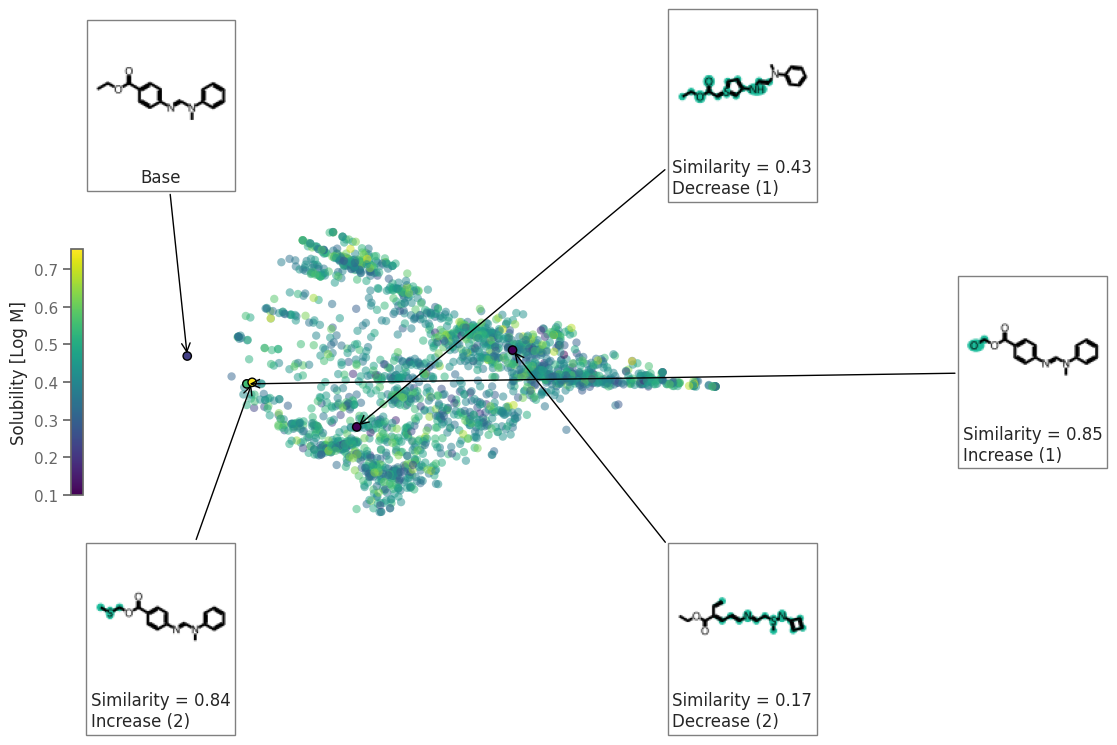 Base
Similarity = 0.43
Decrease (1)
Solubility [Log M]
0.7
0.6
0.5
0.4
0.3
0.2
0.1
Similarity = 0.85
Increase (1)
Similarity = 0.84
Increase (2)
Similarity = 0.17
Decrease (2)